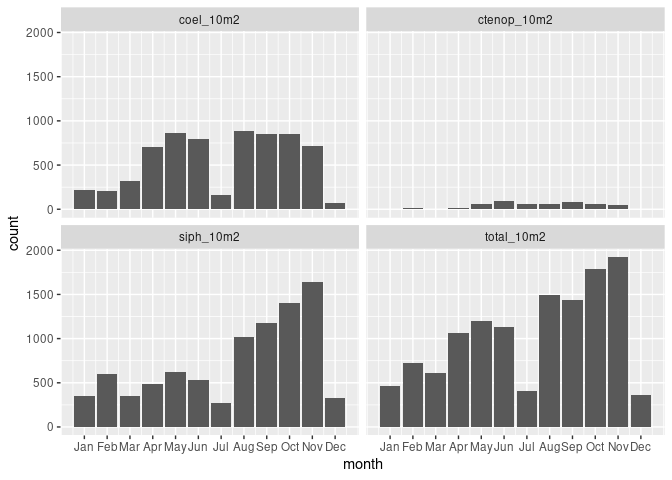 coel_10m2 ctenop_10m2
2000
1500
1000
500
0
siph_10m2 total_10m2
2000
1500
1000
500
0
Jan Feb Mar Apr May Jun Jul Aug Sep Oct Nov Dec Jan Feb Mar Apr May Jun Jul Aug Sep Oct Nov Dec
month
count